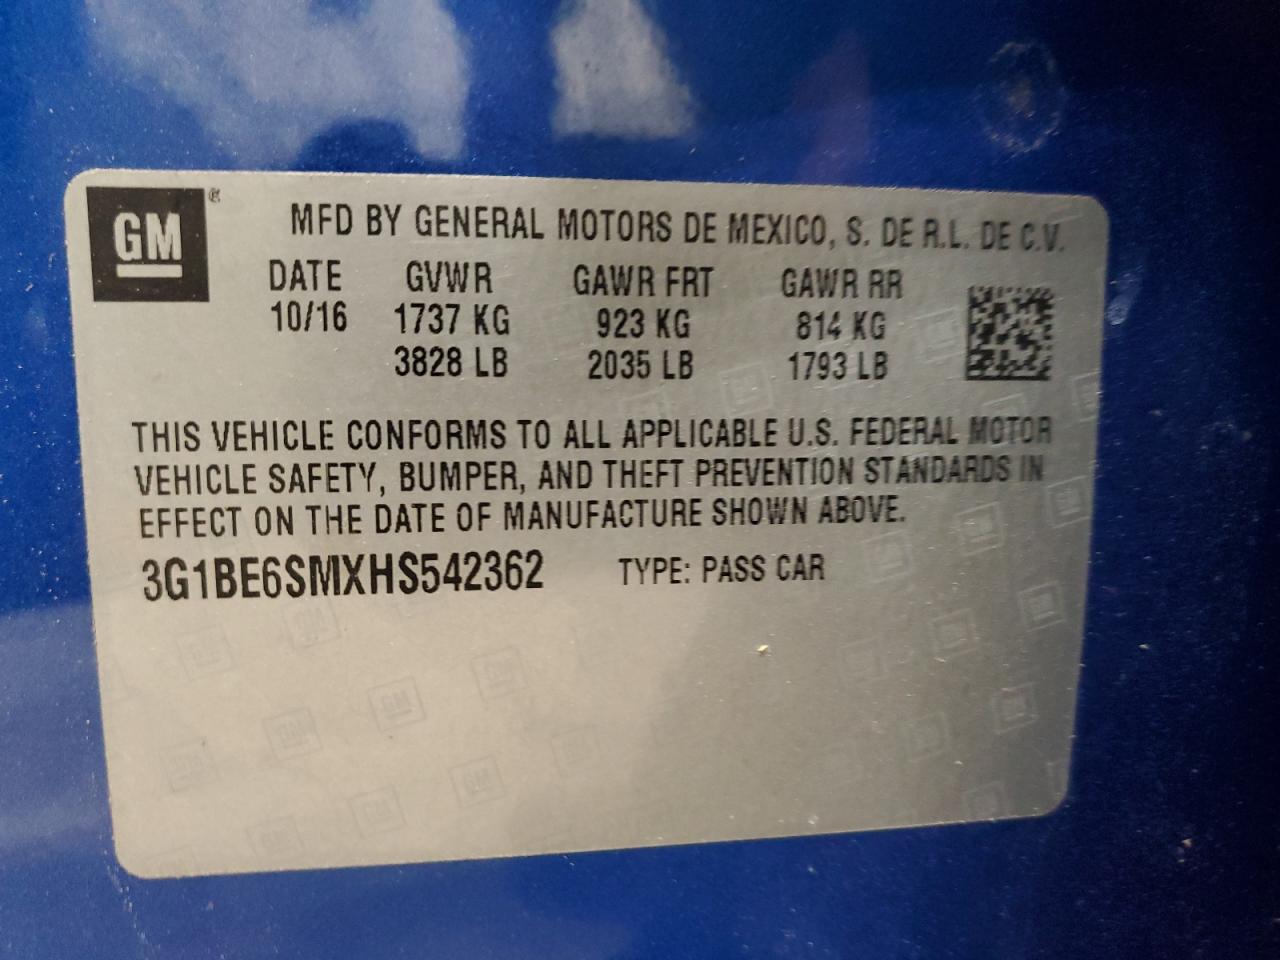 GM
MFD BY GENERAL MOTORS DE MEXICO, S. DE R.L. DE C.V.
DATE GVWR GAWR FRT GAWR RR
10/16 1737 KG 923 KG 814 KG
3828 LB 2035 LB 1793 LB
THIS VEHICLE CONFORMS TO ALL APPLICABLE U.S. FEDERAL MOTOR
VEHICLE SAFETY, BUMPER, AND THEFT PREVENTION STANDARDS IN
EFFECT ON THE DATE OF MANUFACTURE SHOWN ABOVE.
3G1BE6SMXHS542362 TYPE: PASS CAR